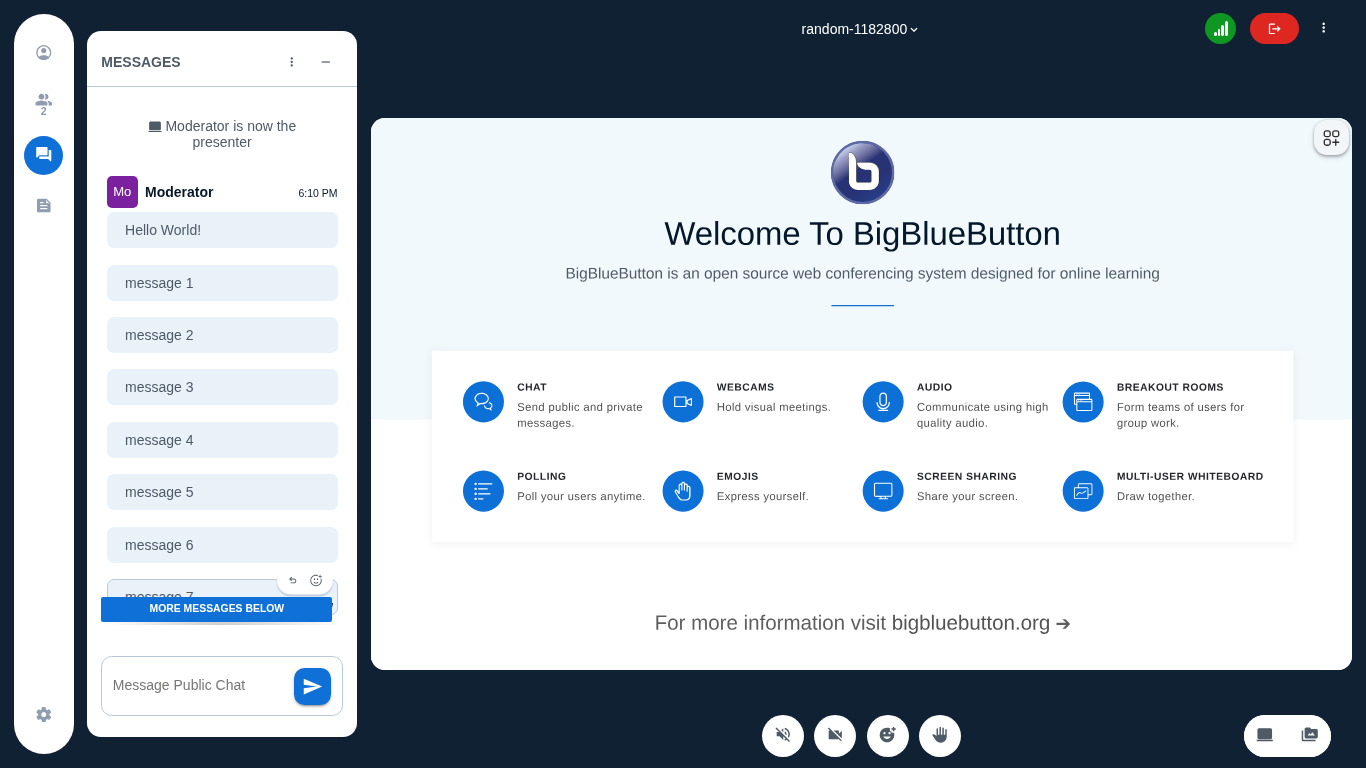 random-1182800
2
MESSAGES
Moderator is now the
presenter
Mo
Moderator
6:10 PM
Hello World!
message 1
message 2
message 3
message 4
message 5
message 6
message 7
MORE MESSAGES BELOW
Message Public Chat
Welcome To BigBlueButton
BigBlueButton is an open source web conferencing system designed for online learning
CHAT
Send public and private
messages.
WEBCAMS
Hold visual meetings.
AUDIO
Communicate using high
quality audio.
BREAKOUT ROOMS
Form teams of users for
group work.
POLLING
Poll your users anytime.
EMOJIS
Express yourself.
SCREEN SHARING
Share your screen.
MULTI-USER WHITEBOARD
Draw together.
For more information visit bigbluebutton.org ➔